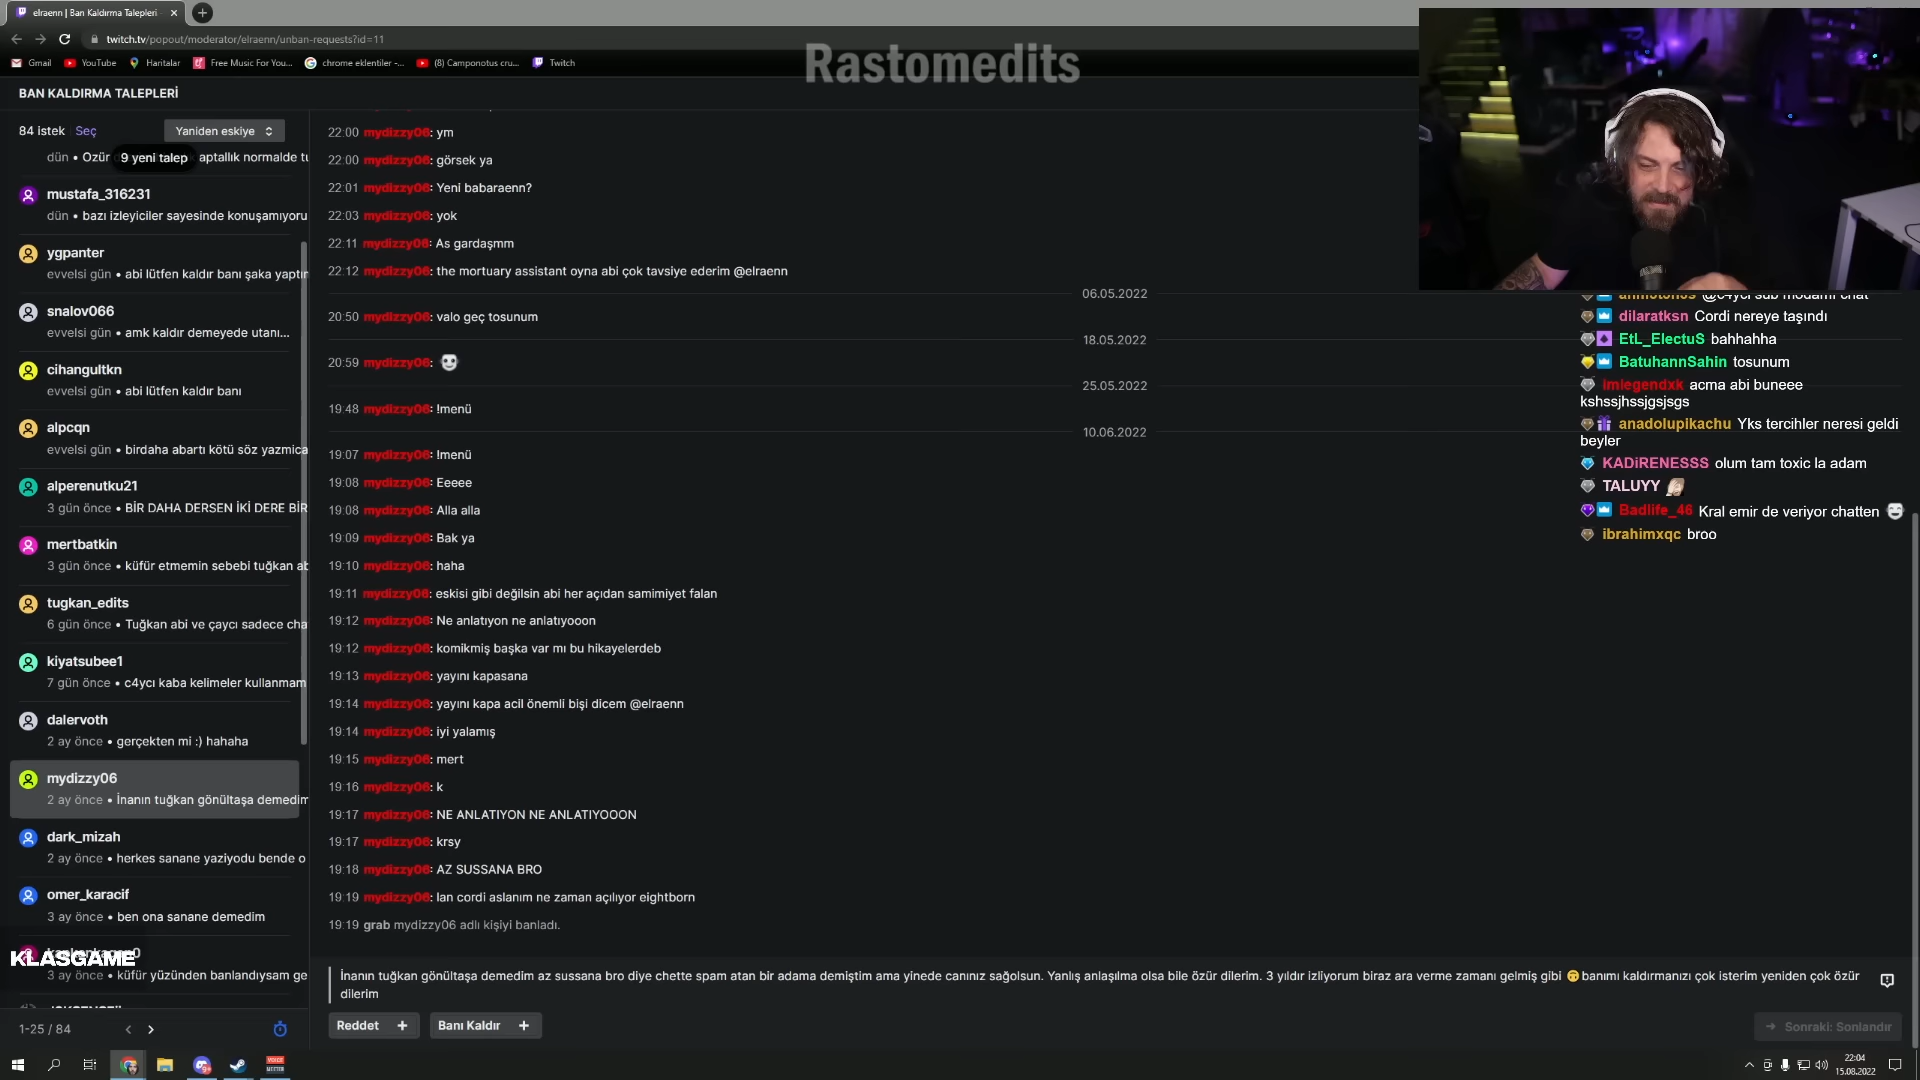 elraenn | Ban Kaldırma Talepleri
twitch.tv/popout/moderator/elraenn/unban-requests?id=11
Gmail YouTube Haritalar Free Music For You... chrome eklentiler -... (8) Camponotus cru... Twitch
Rastomedits
BAN KALDIRMA TALEPLERİ
84 istek Seç Yaniden eskiye
dün • Özür
9 yeni talep
aptallık normalde tu
mustafa_316231
dün • bazı izleyiciler sayesinde konuşamıyoru
ygpanter
evvelsi gün • abi lütfen kaldır banı şaka yaptın
snalov066
evvelsi gün • amk kaldır demeyede utanı...
cihangultkn
evvelsi gün • abi lütfen kaldır banı
alpcqn
evvelsi gün • birdaha abartı kötü söz yazmica
alperenutku21
3 gün önce • BİR DAHA DERSEN İKİ DERE BİR
mertbatkin
3 gün önce • küfür etmemin sebebi tuğkan ab
tugkan_edits
6 gün önce • Tuğkan abi ve çaycı sadece cha
kiyatsubee1
7 gün önce • c4ycı kaba kelimeler kullanmam
dalervoth
2 ay önce • gerçekten mi :) hahaha
mydizzy06
2 ay önce • İnanın tuğkan gönültaşa demedim
dark_mizah
2 ay önce • herkes sanane yaziyodu bende o
omer_karacif
3 ay önce • ben ona sanane demedim
KLASGAME
3 ay önce • küfür yüzünden banlandıysam ge
1-25 / 84
22:00 mydizzy06: ym
22:00 mydizzy06: görsek ya
22:01 mydizzy06: Yeni babaraenn?
22:03 mydizzy06: yok
22:11 mydizzy06: As gardaşmm
22:12 mydizzy06: the mortuary assistant oyna abi çok tavsiye ederim @elraenn
06.05.2022
20:50 mydizzy06: valo geç tosunum
18.05.2022
20:59 mydizzy06:
25.05.2022
19:48 mydizzy06: !menü
10.06.2022
19:07 mydizzy06: !menü
19:08 mydizzy06: Eeeee
19:08 mydizzy06: Alla alla
19:09 mydizzy06: Bak ya
19:10 mydizzy06: haha
19:11 mydizzy06: eskisi gibi değilsin abi her açıdan samimiyet falan
19:12 mydizzy06: Ne anlatıyon ne anlatıyooon
19:12 mydizzy06: komikmiş başka var mı bu hikayelerdeb
19:13 mydizzy06: yayını kapasana
19:14 mydizzy06: yayını kapa acil önemli bişi dicem @elraenn
19:14 mydizzy06: iyi yalamış
19:15 mydizzy06: mert
19:16 mydizzy06: k
19:17 mydizzy06: NE ANLATIYON NE ANLATIYOOON
19:17 mydizzy06: krsy
19:18 mydizzy06: AZ SUSSANA BRO
19:19 mydizzy06: lan cordi aslanım ne zaman açılıyor eightborn
19:19 grab mydizzy06 adlı kişiyi banladı.
İnanın tuğkan gönültaşa demedim az sussana bro diye chette spam atan bir adama demiştim ama yinede canınız sağolsun. Yanlış anlaşılma olsa bile özür dilerim. 3 yıldır izliyorum biraz ara verme zamanı gelmiş gibi 🙃banımı kaldırmanızı çok isterim yeniden çok özür
dilerim
Reddet + Banı Kaldır +
→ Sonraki: Sonlandır
@c4yci sub modami chat
dilaratksn Cordi nereye taşındı
EtL_ElectuS bahhahha
BatuhannSahin tosunum
imlegendxk acma abi buneee
kshssjhssjgsjsgs
anadolupikachu Yks tercihler neresi geldi
beyler
KADiRENESSS olum tam toxic la adam
TALUYY
Badlife_46 Kral emir de veriyor chatten
ibrahimxqc broo
22:04
15.08.2022